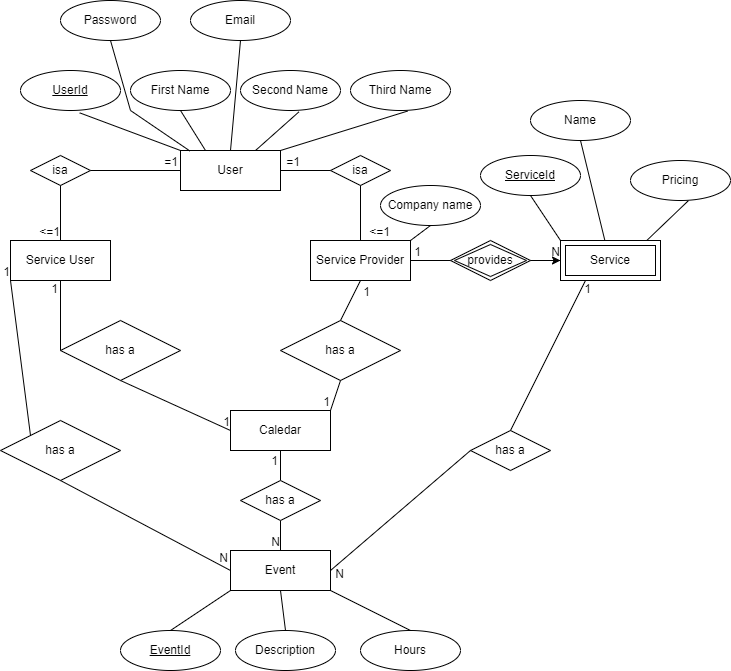 Password
Email
UserId
First Name
Second Name
Third Name
Name
isa
=1
User
=1
isa
ServiceId
Pricing
Company name
<=1
<=1
Service User
Service Provider
1
provides
N
Service
1
1
1
1
has a
has a
1
1
Caledar
has a
1
has a
has a
N
N
N
Event
EventId
Description
Hours